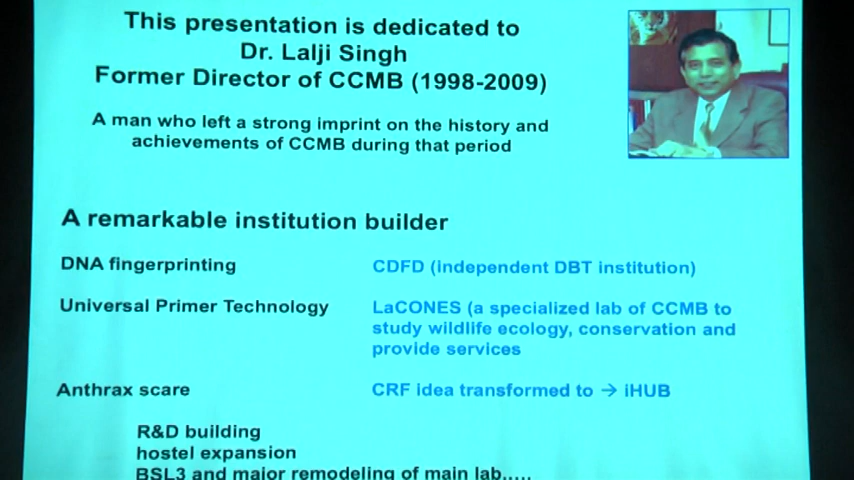 This presentation is dedicated to
Dr. Lalji Singh
Former Director of CCMB (1998-2009)
A man who left a strong imprint on the history and
achievements of CCMB during that period
A remarkable institution builder
DNA fingerprinting
CDFD (independent DBT institution)
Universal Primer Technology
LaCONES (a specialized lab of CCMB to
study wildlife ecology, conservation and
provide services
Anthrax scare
CRF idea transformed to → iHUB
R&D building
hostel expansion
BSL3 and major remodeling of main lab.....